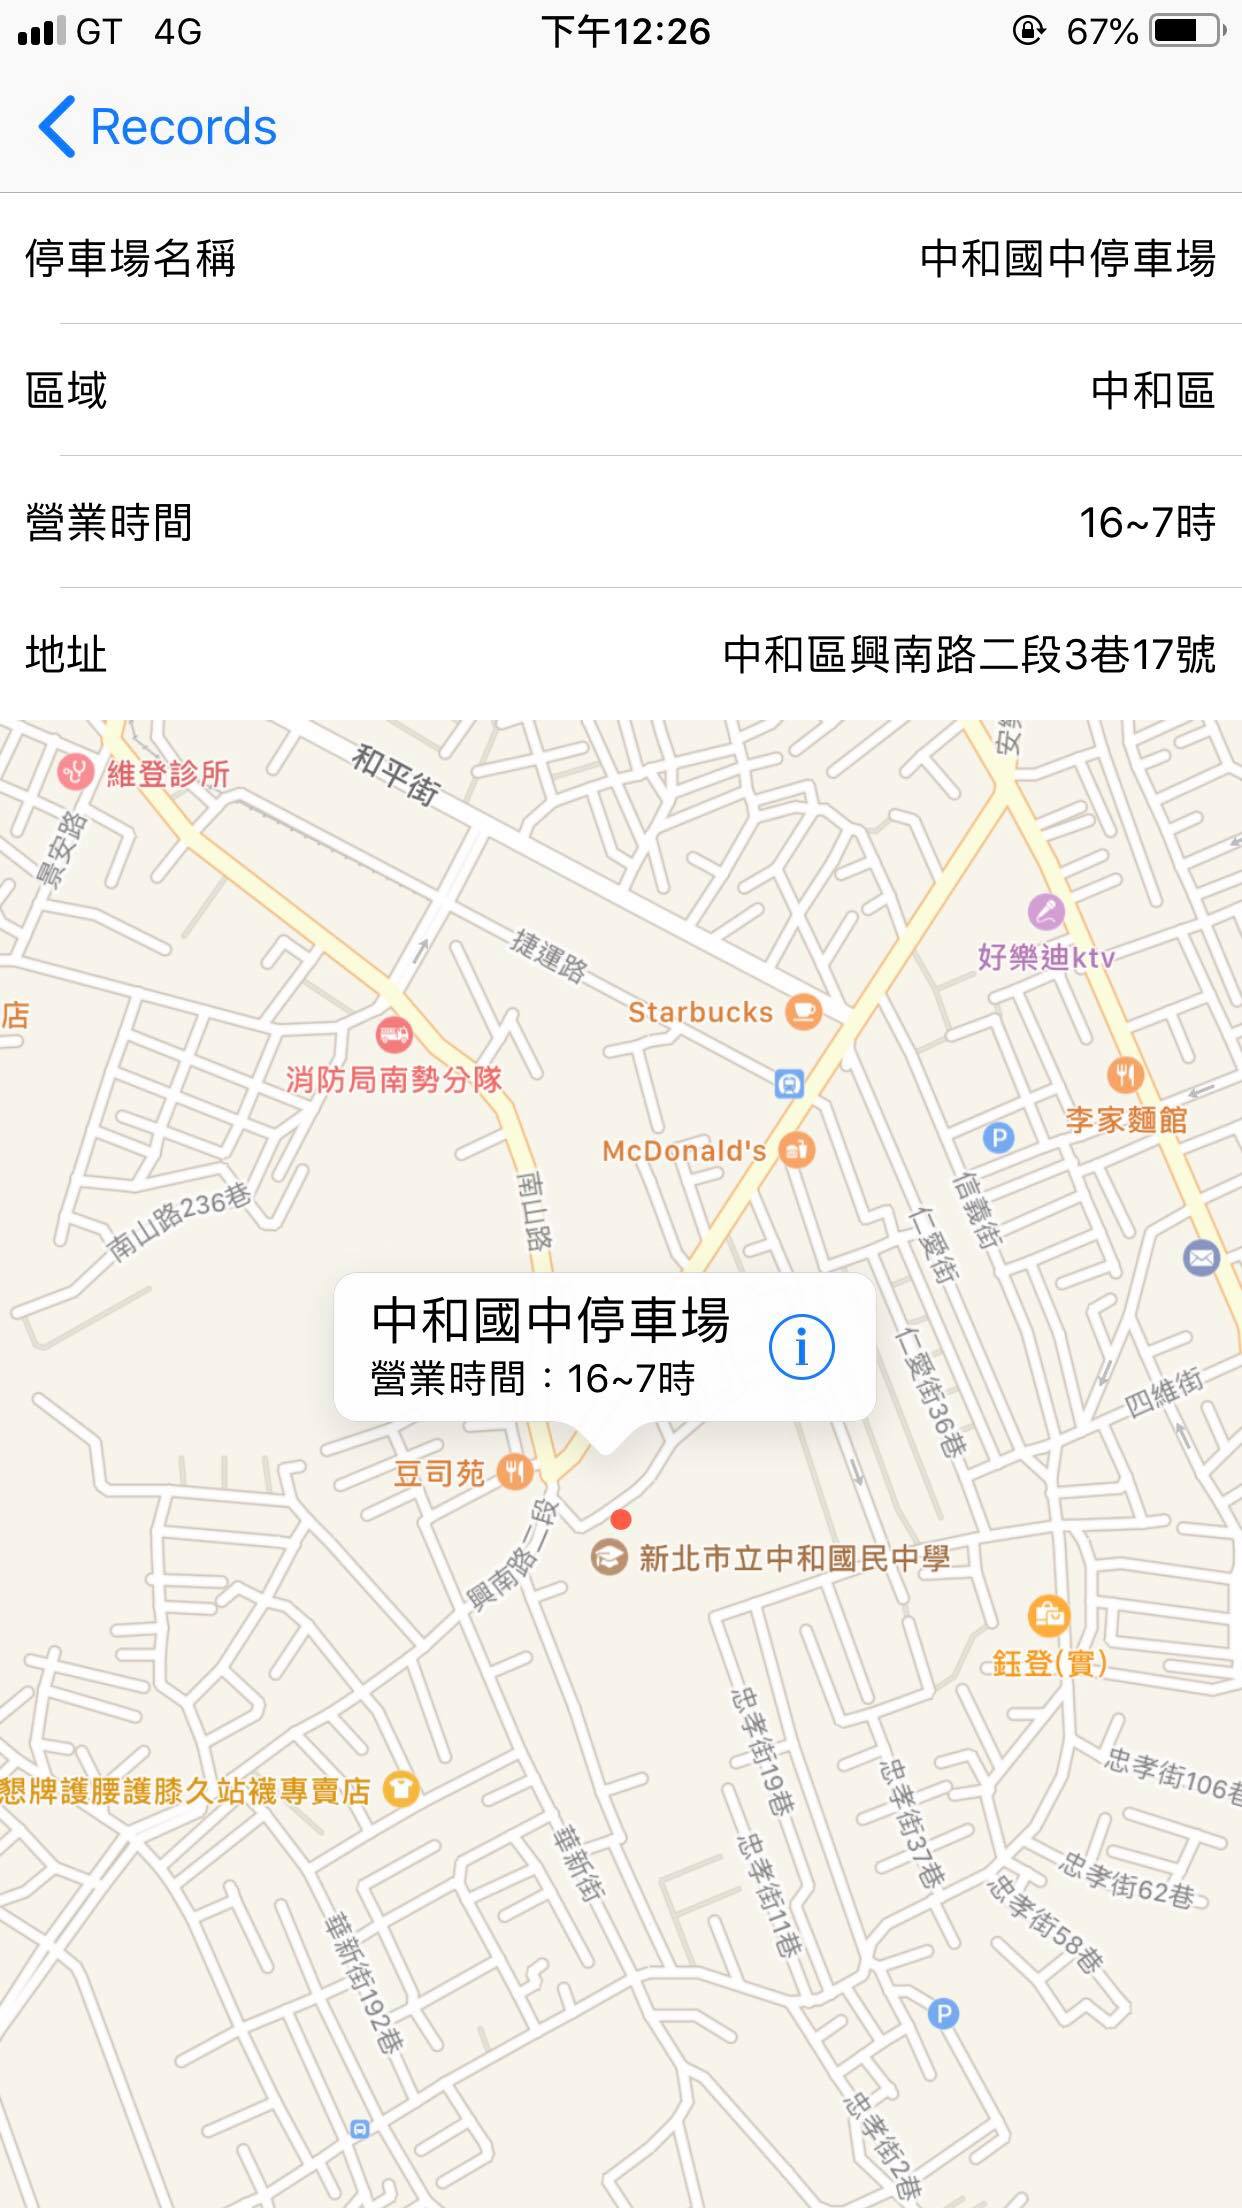 GT 4G 下午12:26 67%
Records
停車場名稱 中和國中停車場
區域 中和區
營業時間 16~7時
地址 中和區興南路二段3巷17號
和平街
維登診所
景安路
捷運路
好樂迪ktv
店
Starbucks
消防局南勢分隊
李家麵館
P
McDonald's
南山路
南山路236巷
信義街
仁愛街
中和國中停車場
營業時間：16~7時
仁愛街36巷
四維街
豆司苑
興南路二段
新北市立中和國民中學
鈺登(實)
忠孝街19巷
忠孝街37巷
忠孝街106巷
懇牌護腰護膝久站襪專賣店
華新街
忠孝街11巷
忠孝街62巷
忠孝街58巷
華新街192巷
P
忠孝街2巷